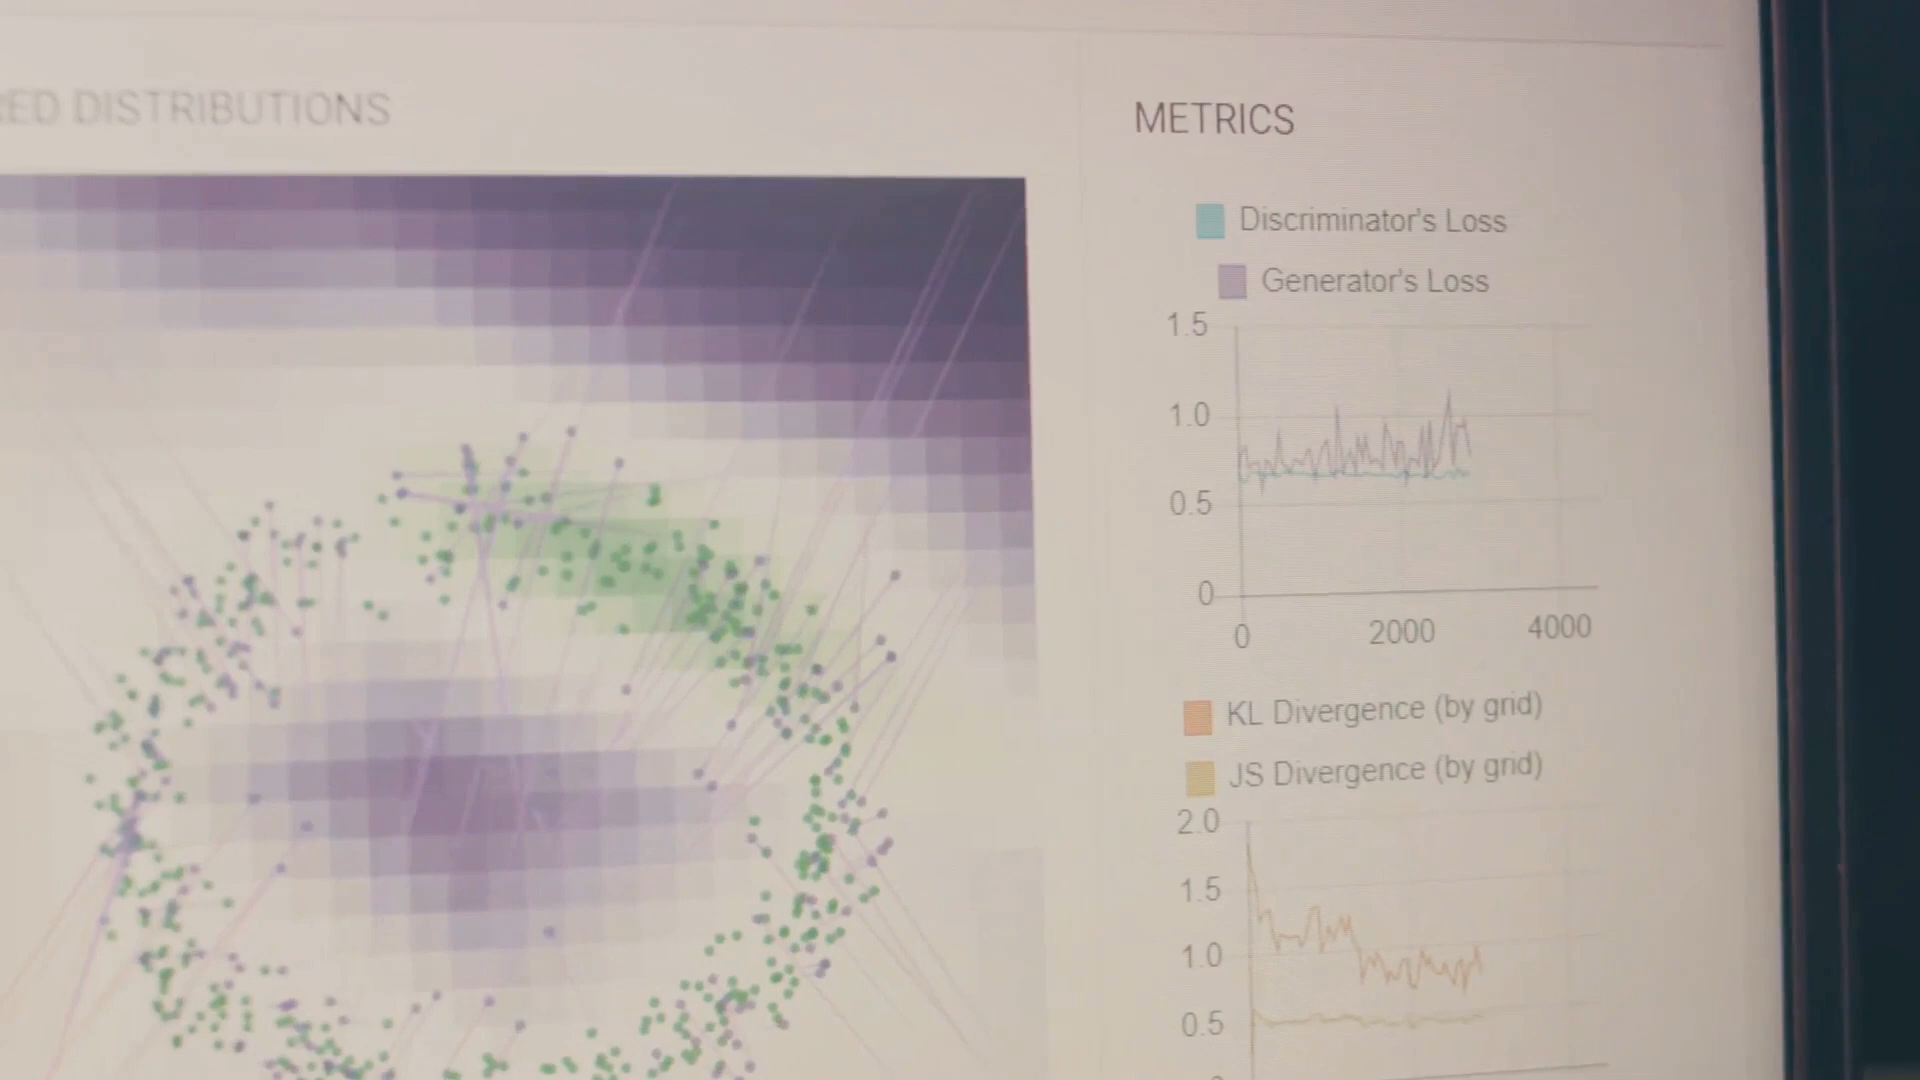 RED DISTRIBUTIONS
METRICS
Discriminator's Loss
Generator's Loss
1.5
1.0
0.5
0
0 2000 4000
KL Divergence (by grid)
JS Divergence (by grid)
2.0
1.5
1.0
0.5